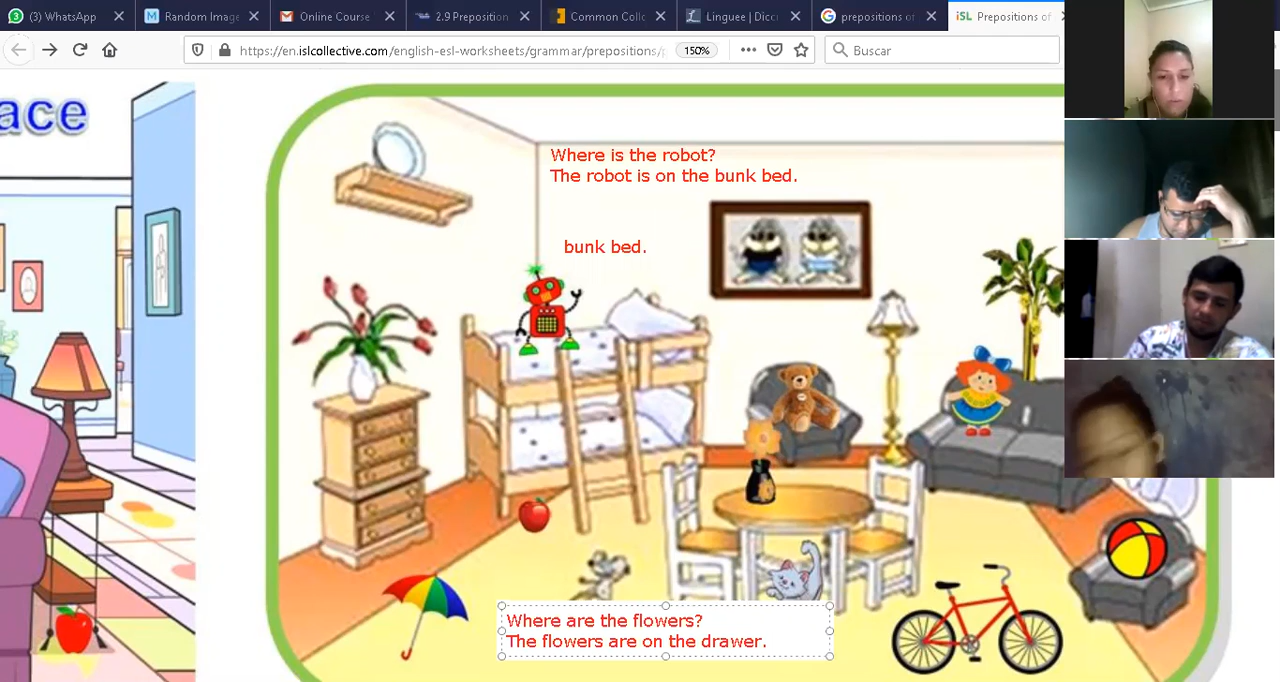 (3) WhatsApp
Random Image
Online Course
2.9 Preposition
Common Collo
Linguee | Dicc
prepositions of
iSL Prepositions of
https://en.islcollective.com/english-esl-worksheets/grammar/prepositions/
150%
Buscar
ace
Where is the robot?
The robot is on the bunk bed.
bunk bed.
Where are the flowers?
The flowers are on the drawer.